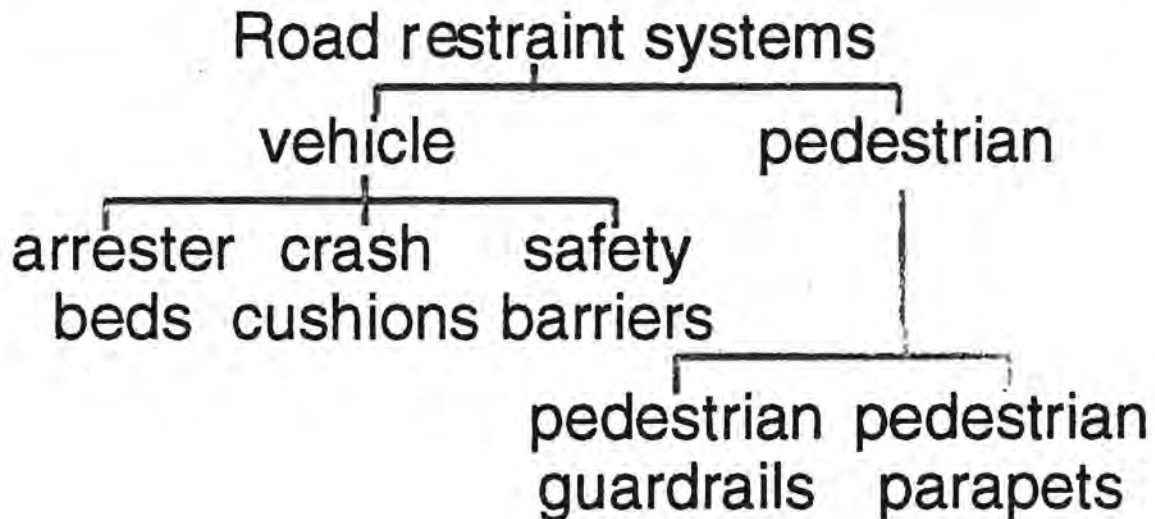 Road restraint systems
vehicle pedestrian
arrester crash safety
beds cushions barriers
pedestrian pedestrian
guardrails parapets